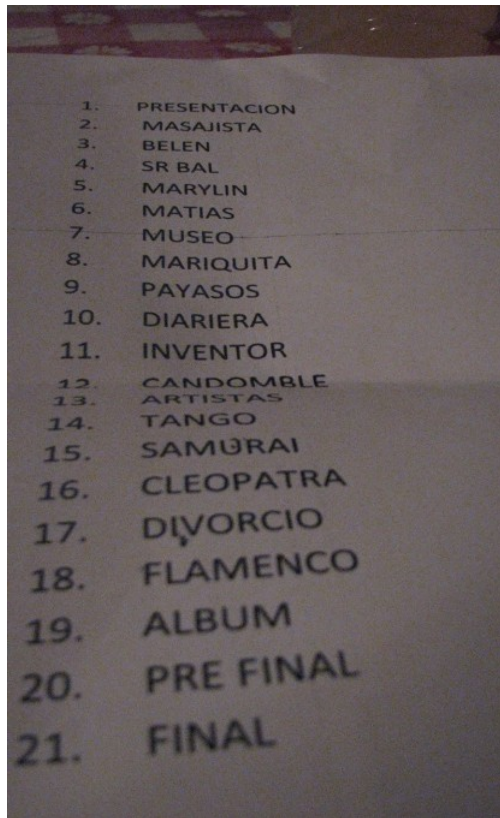 1. PRESENTACION
2. MASAJISTA
3. BELEN
4. SR BAL
5. MARYLIN
6. MATIAS
7. MUSEO
8. MARIQUITA
9. PAYASOS
10. DIARIERA
11. INVENTOR
12. CANDOMBLE
13. ARTISTAS
14. TANGO
15. SAMURAI
16. CLEOPATRA
17. DIVORCIO
18. FLAMENCO
19. ALBUM
20. PRE FINAL
21. FINAL